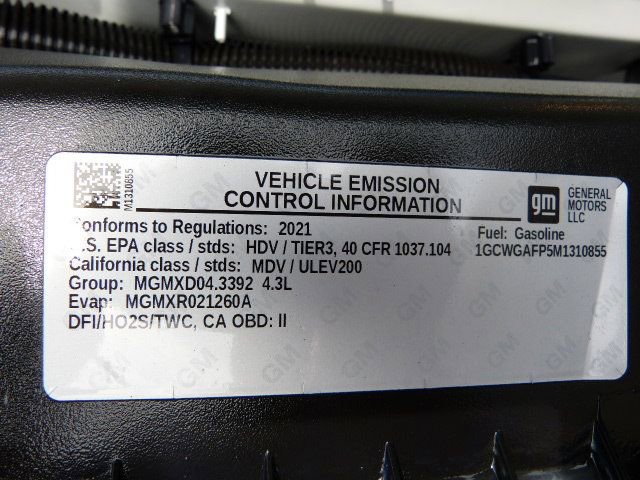 M1310855
VEHICLE EMISSION
CONTROL INFORMATION
gm
GENERAL
MOTORS
LLC
onforms to Regulations: 2021
Fuel: Gasoline
.S. EPA class / stds: HDV / TIER3, 40 CFR 1037.104
1GCWGAFP5M1310855
California class / stds: MDV / ULEV200
Group: MGMXD04.3392 4.3L
Evap: MGMXR021260A
DFI/HO2S/TWC, CA OBD: II